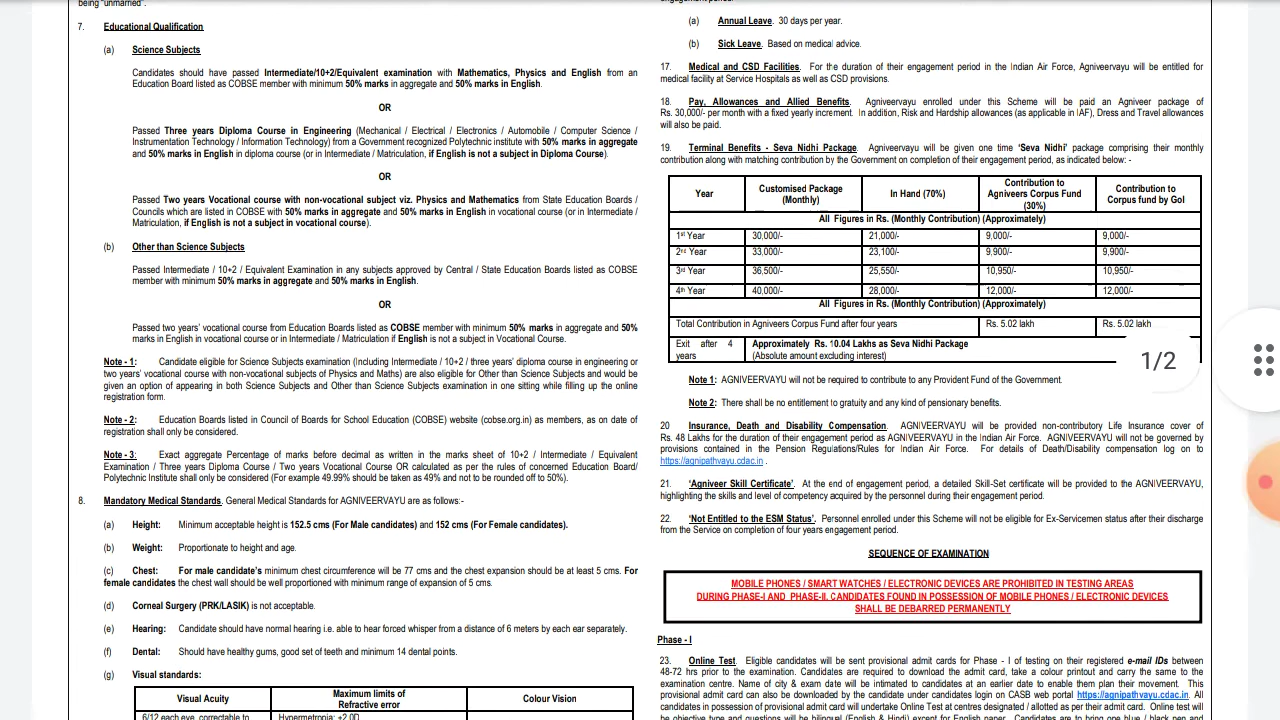 being "unmarried".
7. Educational Qualification
(a) Science Subjects
Candidates should have passed Intermediate/10+2/Equivalent examination with Mathematics, Physics and English from an
Education Board listed as COBSE member with minimum 50% marks in aggregate and 50% marks in English.
OR
Passed Three years Diploma Course in Engineering (Mechanical / Electrical / Electronics / Automobile / Computer Science /
Instrumentation Technology / Information Technology) from a Government recognized Polytechnic institute with 50% marks in aggregate
and 50% marks in English in diploma course (or in Intermediate / Matriculation, if English is not a subject in Diploma Course).
OR
Passed Two years Vocational course with non-vocational subject viz. Physics and Mathematics from State Education Boards /
Councils which are listed in COBSE with 50% marks in aggregate and 50% marks in English in vocational course (or in Intermediate /
Matriculation, if English is not a subject in vocational course).
(b) Other than Science Subjects
Passed Intermediate / 10+2 / Equivalent Examination in any subjects approved by Central / State Education Boards listed as COBSE
member with minimum 50% marks in aggregate and 50% marks in English.
OR
Passed two years' vocational course from Education Boards listed as COBSE member with minimum 50% marks in aggregate and 50%
marks in English in vocational course or in Intermediate / Matriculation if English is not a subject in Vocational Course.
Note - 1: Candidate eligible for Science Subjects examination (including Intermediate / 10+2 / three years' diploma course in engineering or
two years' vocational course with non-vocational subjects of Physics and Maths) are also eligible for Other than Science Subjects and would be
given an option of appearing in both Science Subjects and Other than Science Subjects examination in one sitting while filling up the online
registration form.
Note - 2: Education Boards listed in Council of Boards for School Education (COBSE) website (cobse.org.in) as members, as on date of
registration shall only be considered.
Note - 3: Exact aggregate Percentage of marks before decimal as written in the marks sheet of 10+2 / Intermediate / Equivalent
Examination / Three years Diploma Course / Two years Vocational Course OR calculated as per the rules of concerned Education Board/
Polytechnic Institute shall only be considered (For example 49.99% should be taken as 49% and not to be rounded off to 50%).
8. Mandatory Medical Standards. General Medical Standards for AGNIVEERVAYU are as follows:-
(a) Height: Minimum acceptable height is 152.5 cms (For Male candidates) and 152 cms (For Female candidates).
(b) Weight: Proportionate to height and age.
(c) Chest: For male candidate's minimum chest circumference will be 77 cms and the chest expansion should be at least 5 cms. For
female candidates the chest wall should be well proportioned with minimum range of expansion of 5 cms.
(d) Corneal Surgery (PRK/LASIK) is not acceptable.
(e) Hearing: Candidate should have normal hearing i.e. able to hear forced whisper from a distance of 6 meters by each ear separately.
(f) Dental: Should have healthy gums, good set of teeth and minimum 14 dental points.
(g) Visual standards:
Visual Acuity Maximum limits of Refractive error Colour Vision
6/12 each eye, correctable to Hypermetropia: +2.0D
(a) Annual Leave. 30 days per year.
(b) Sick Leave. Based on medical advice.
17. Medical and CSD Facilities. For the duration of their engagement period in the Indian Air Force, Agniveervayu will be entitled for
medical facility at Service Hospitals as well as CSD provisions.
18. Pay, Allowances and Allied Benefits. Agniveervayu enrolled under this Scheme will be paid an Agniveer package of
Rs. 30,000/- per month with a fixed yearly increment. In addition, Risk and Hardship allowances (as applicable in IAF), Dress and Travel allowances
will also be paid.
19. Terminal Benefits - Seva Nidhi Package. Agniveervayu will be given one time 'Seva Nidhi' package comprising their monthly
contribution along with matching contribution by the Government on completion of their engagement period, as indicated below: -
Year Customised Package (Monthly) In Hand (70%) Contribution to Agniveers Corpus Fund (30%) Contribution to Corpus fund by GoI
All Figures in Rs. (Monthly Contribution) (Approximately)
1st Year 30,000/- 21,000/- 9,000/- 9,000/-
2nd Year 33,000/- 23,100/- 9,900/- 9,900/-
3rd Year 36,500/- 25,550/- 10,950/- 10,950/-
4th Year 40,000/- 28,000/- 12,000/- 12,000/-
All Figures in Rs. (Monthly Contribution) (Approximately)
Total Contribution in Agniveers Corpus Fund after four years Rs. 5.02 lakh Rs. 5.02 lakh
Exit after 4 years Approximately Rs. 10.04 Lakhs as Seva Nidhi Package
(Absolute amount excluding interest)
1/2
Note 1: AGNIVEERVAYU will not be required to contribute to any Provident Fund of the Government.
Note 2: There shall be no entitlement to gratuity and any kind of pensionary benefits.
20 Insurance, Death and Disability Compensation. AGNIVEERVAYU will be provided non-contributory Life Insurance cover of
Rs. 48 Lakhs for the duration of their engagement period as AGNIVEERVAYU in the Indian Air Force. AGNIVEERVAYU will not be governed by
provisions contained in the Pension Regulations/Rules for Indian Air Force. For details of Death/Disability compensation log on to
https://agnipathvayu.cdac.in .
21. 'Agniveer Skill Certificate'. At the end of engagement period, a detailed Skill-Set certificate will be provided to the AGNIVEERVAYU,
highlighting the skills and level of competency acquired by the personnel during their engagement period.
22. 'Not Entitled to the ESM Status'. Personnel enrolled under this Scheme will not be eligible for Ex-Servicemen status after their discharge
from the Service on completion of four years engagement period.
SEQUENCE OF EXAMINATION
MOBILE PHONES / SMART WATCHES / ELECTRONIC DEVICES ARE PROHIBITED IN TESTING AREAS
DURING PHASE-I AND PHASE-II. CANDIDATES FOUND IN POSSESSION OF MOBILE PHONES / ELECTRONIC DEVICES
SHALL BE DEBARRED PERMANENTLY
Phase - I
23. Online Test. Eligible candidates will be sent provisional admit cards for Phase - I of testing on their registered e-mail IDs between
48-72 hrs prior to the examination. Candidates are required to download the admit card, take a colour printout and carry the same to the
examination centre. Name of city & exam date will be intimated to candidates at an earlier date to enable them plan their movement. This
provisional admit card can also be downloaded by the candidate under candidates login on CASB web portal https://agnipathvayu.cdac.in. All
candidates in possession of provisional admit card will undertake Online Test at centres designated / allotted as per their admit card. Online test will
be objective type and questions will be bilingual (English & Hindi) except for English paper. Candidates are to bring one blue / black pen and